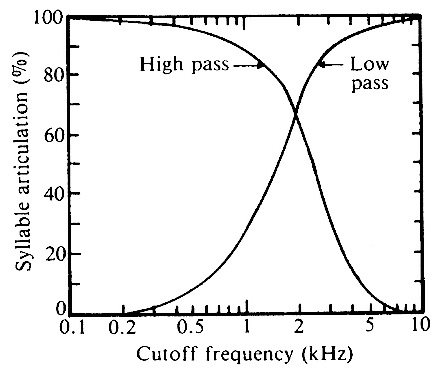 100
80
60
40
20
0
Syllable articulation (%)
High pass
Low
pass
0.1 0.2 0.5 1 2 5 10
Cutoff frequency (kHz)